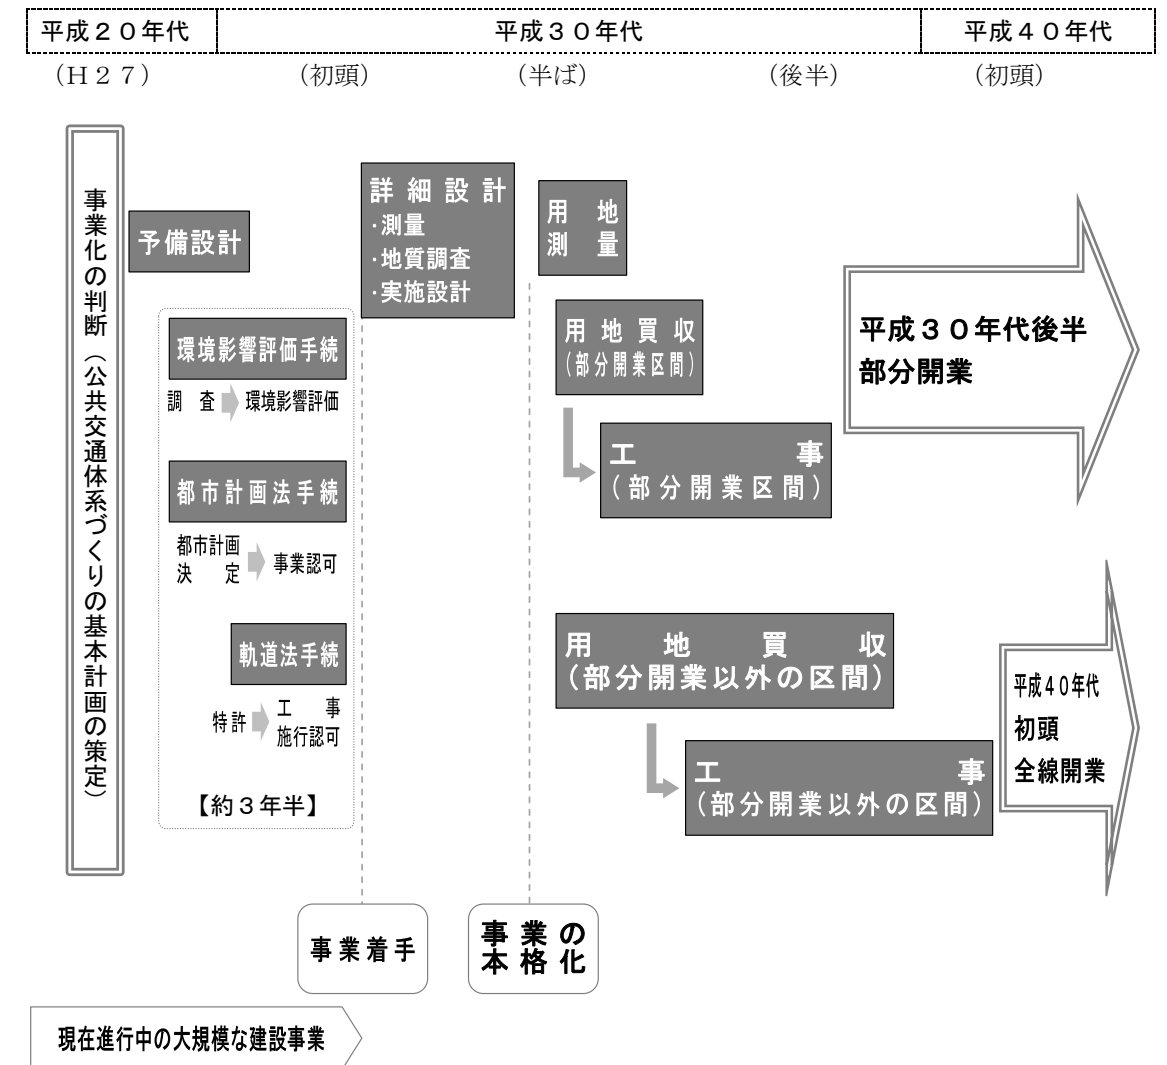 平成２０年代
平成３０年代
平成４０年代
（Ｈ２７）
（初頭）
（半ば）
（後半）
（初頭）
事業化の判断（公共交通体系づくりの基本計画の策定）
予備設計
詳細設計
・測量
・地質調査
・実施設計
用地
測量
環境影響評価手続
調査
環境影響評価
用地買収
（部分開業区間）
工事
（部分開業区間）
平成３０年代後半
部分開業
都市計画法手続
都市計画
決定
事業認可
軌道法手続
特許
工事
施行認可
【約３年半】
用地買収
（部分開業以外の区間）
工事
（部分開業以外の区間）
平成４０年代
初頭
全線開業
事業着手
事業の
本格化
現在進行中の大規模な建設事業